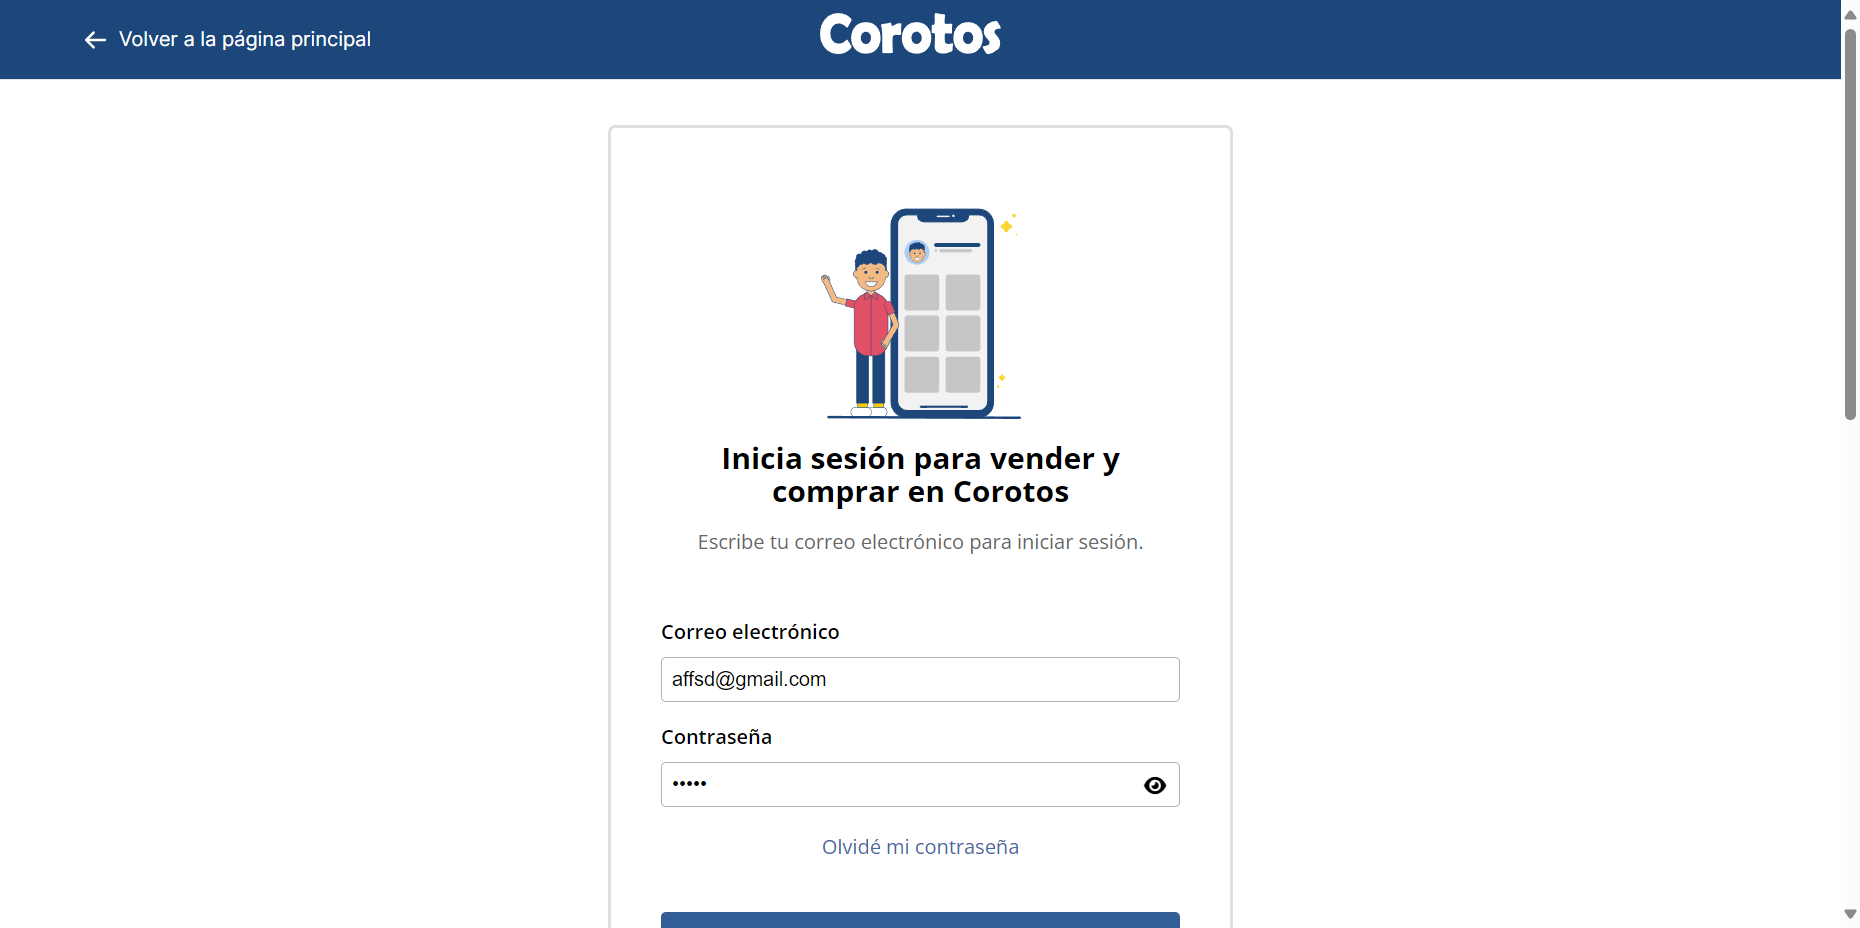 Volver a la página principal
Corotos
Inicia sesión para vender y
comprar en Corotos
Escribe tu correo electrónico para iniciar sesión.
Correo electrónico
affsd@gmail.com
Contraseña
•••••
Olvidé mi contraseña